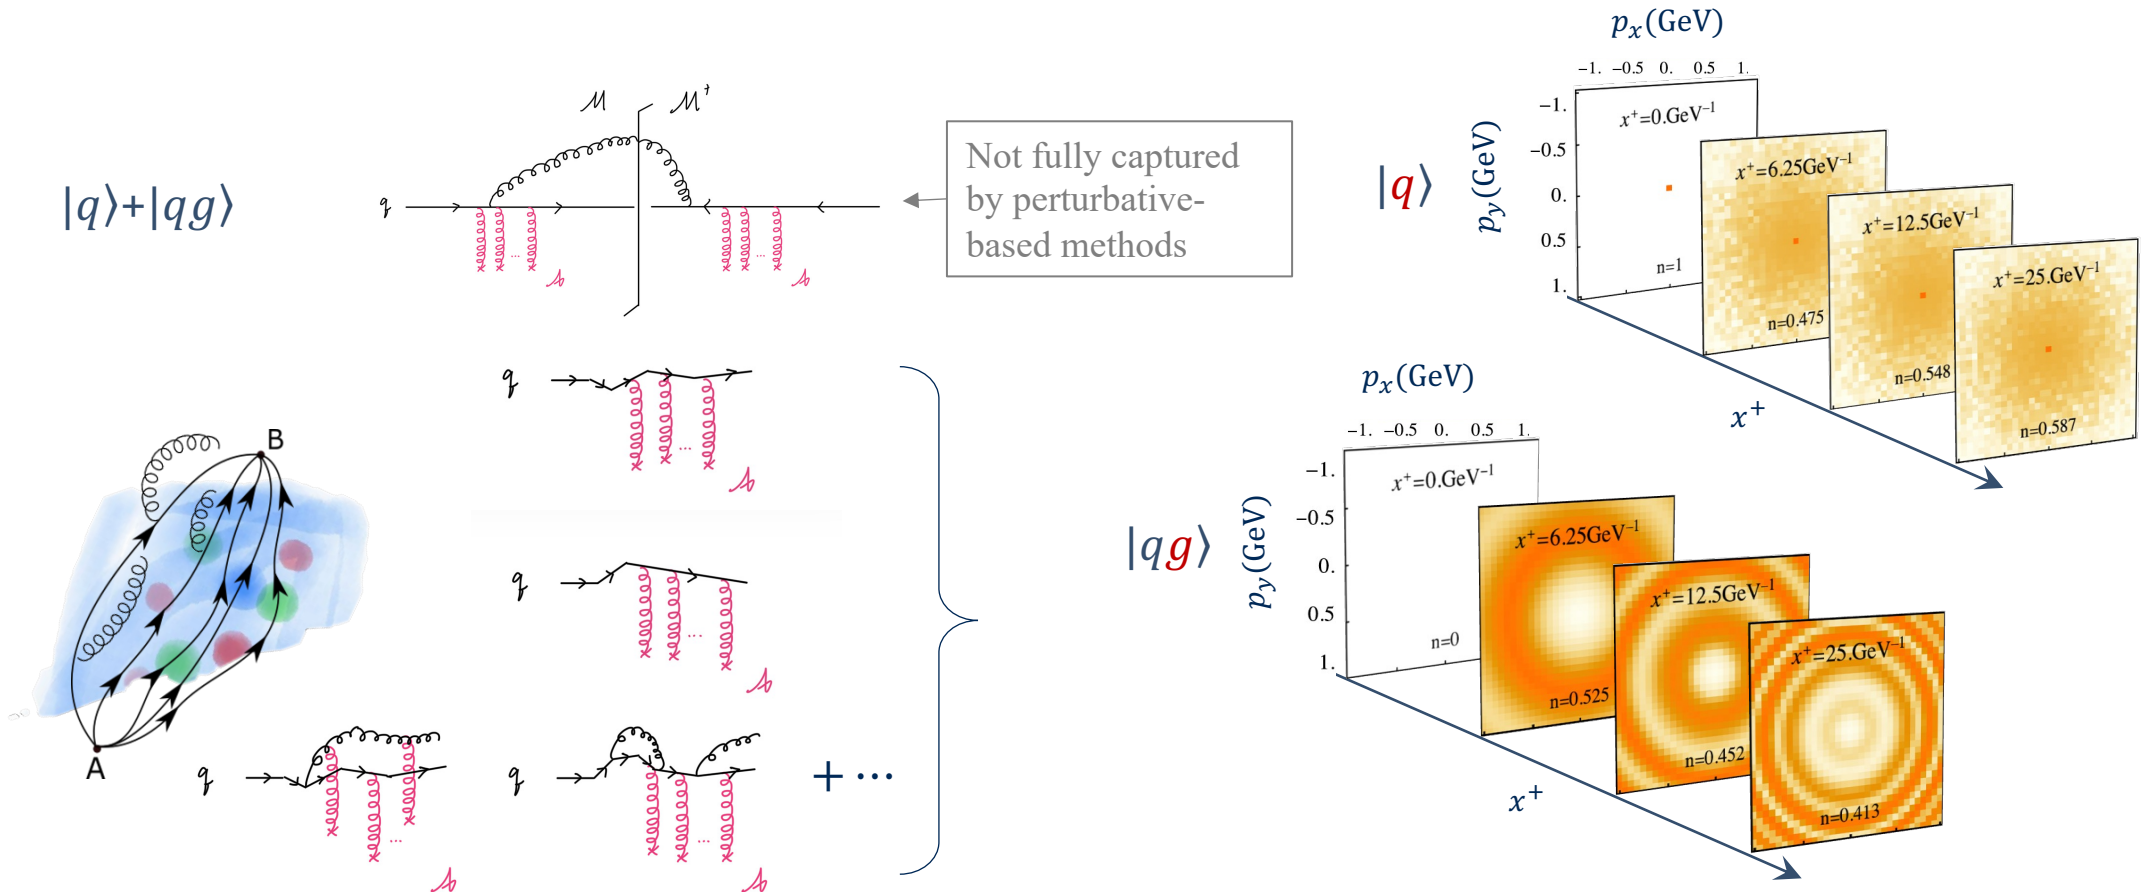 |q⟩+|qg⟩
ℳ ℳ†
q
...
...
𝒜
𝒜
Not fully captured
by perturbative-
based methods
q
...
𝒜
q
...
𝒜
B
A
q
...
𝒜
q
...
𝒜
+ ···
|q⟩
p_x(GeV)
−1. −0.5 0. 0.5 1.
p_y(GeV)
−1.
−0.5
0.
0.5
1.
x⁺=0.GeV⁻¹
n=1
x⁺=6.25GeV⁻¹
n=0.475
x⁺=12.5GeV⁻¹
n=0.548
x⁺=25.GeV⁻¹
n=0.587
x⁺
|qg⟩
p_x(GeV)
−1. −0.5 0. 0.5 1.
p_y(GeV)
−1.
−0.5
0.
0.5
1.
x⁺=0.GeV⁻¹
n=0
x⁺=6.25GeV⁻¹
n=0.525
x⁺=12.5GeV⁻¹
n=0.452
x⁺=25.GeV⁻¹
n=0.413
x⁺